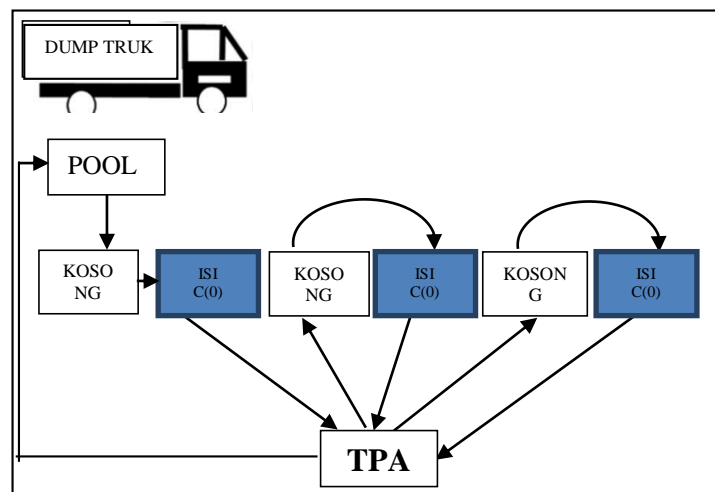 DUMP TRUK
POOL
KOSO
NG
ISI
C(0)
KOSO
NG
ISI
C(0)
KOSON
G
ISI
C(0)
TPA